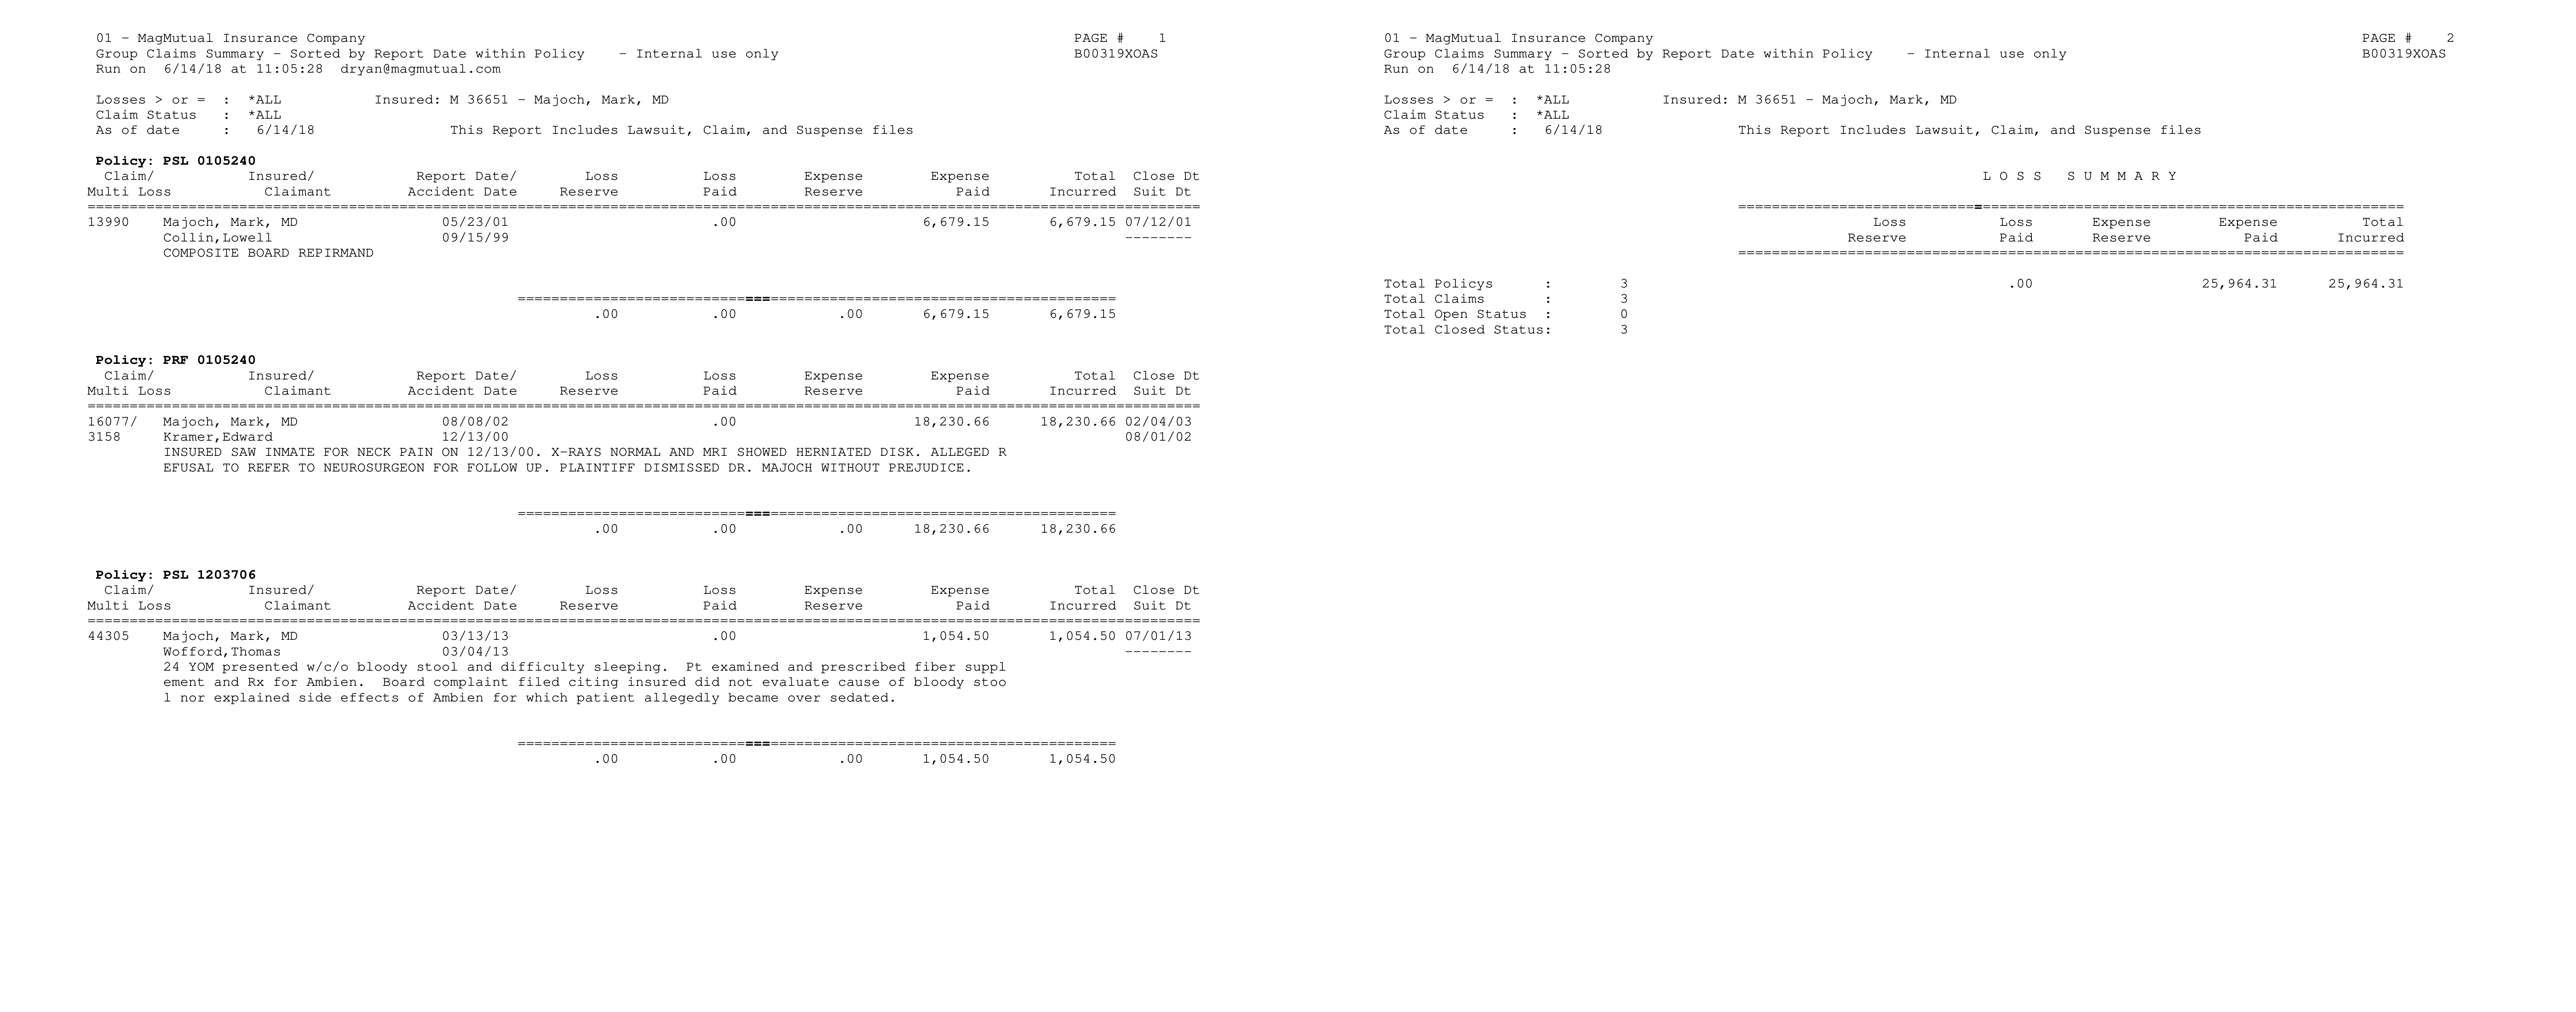 01 - MagMutual Insurance Company PAGE # 1
Group Claims Summary - Sorted by Report Date within Policy - Internal use only B00319XOAS
Run on 6/14/18 at 11:05:28 dryan@magmutual.com
Losses > or = : *ALL Insured: M 36651 - Majoch, Mark, MD
Claim Status : *ALL
As of date : 6/14/18 This Report Includes Lawsuit, Claim, and Suspense files
Policy: PSL 0105240
Claim/ Insured/ Report Date/ Loss Loss Expense Expense Total Close Dt
Multi Loss Claimant Accident Date Reserve Paid Reserve Paid Incurred Suit Dt
13990 Majoch, Mark, MD 05/23/01 .00 6,679.15 6,679.15 07/12/01
Collin,Lowell 09/15/99 --------
COMPOSITE BOARD REPIRMAND
.00 .00 .00 6,679.15 6,679.15
Policy: PRF 0105240
Claim/ Insured/ Report Date/ Loss Loss Expense Expense Total Close Dt
Multi Loss Claimant Accident Date Reserve Paid Reserve Paid Incurred Suit Dt
16077/ Majoch, Mark, MD 08/08/02 .00 18,230.66 18,230.66 02/04/03
3158 Kramer,Edward 12/13/00 08/01/02
INSURED SAW INMATE FOR NECK PAIN ON 12/13/00. X-RAYS NORMAL AND MRI SHOWED HERNIATED DISK. ALLEGED R
EFUSAL TO REFER TO NEUROSURGEON FOR FOLLOW UP. PLAINTIFF DISMISSED DR. MAJOCH WITHOUT PREJUDICE.
.00 .00 .00 18,230.66 18,230.66
Policy: PSL 1203706
Claim/ Insured/ Report Date/ Loss Loss Expense Expense Total Close Dt
Multi Loss Claimant Accident Date Reserve Paid Reserve Paid Incurred Suit Dt
44305 Majoch, Mark, MD 03/13/13 .00 1,054.50 1,054.50 07/01/13
Wofford,Thomas 03/04/13 --------
24 YOM presented w/c/o bloody stool and difficulty sleeping. Pt examined and prescribed fiber suppl
ement and Rx for Ambien. Board complaint filed citing insured did not evaluate cause of bloody stoo
l nor explained side effects of Ambien for which patient allegedly became over sedated.
.00 .00 .00 1,054.50 1,054.50
01 - MagMutual Insurance Company PAGE # 2
Group Claims Summary - Sorted by Report Date within Policy - Internal use only B00319XOAS
Run on 6/14/18 at 11:05:28
Losses > or = : *ALL Insured: M 36651 - Majoch, Mark, MD
Claim Status : *ALL
As of date : 6/14/18 This Report Includes Lawsuit, Claim, and Suspense files
L O S S S U M M A R Y
Loss Loss Expense Expense Total
Reserve Paid Reserve Paid Incurred
Total Policys : 3 .00 25,964.31 25,964.31
Total Claims : 3
Total Open Status : 0
Total Closed Status: 3